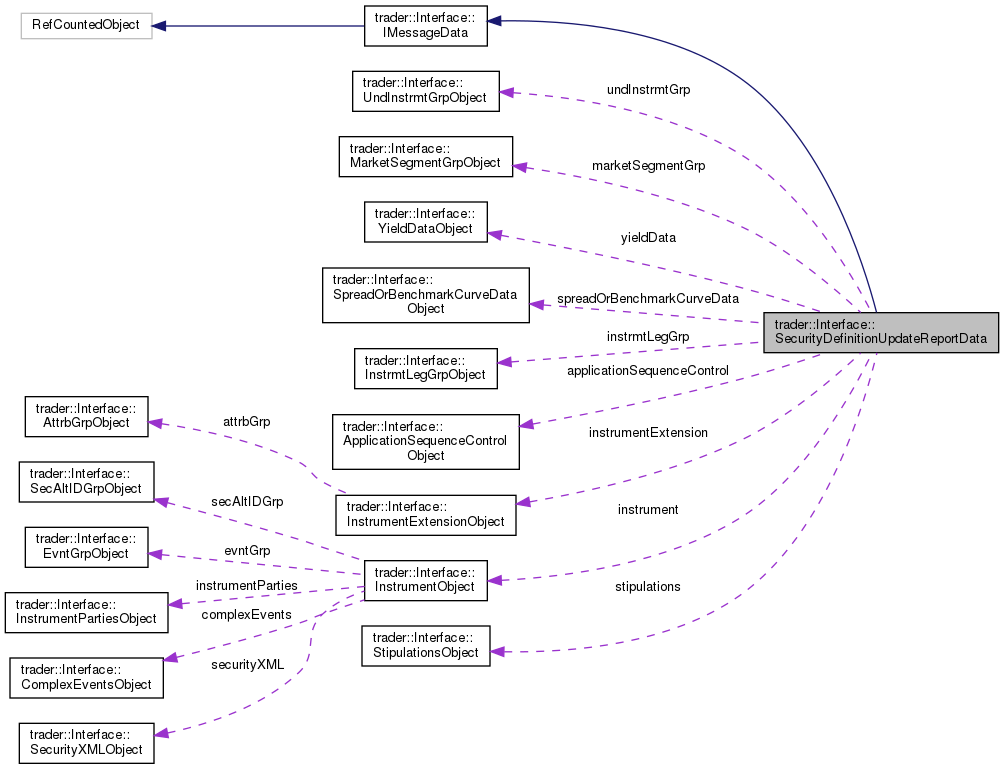 RefCountedObject
trader::Interface::
IMessageData
trader::Interface::
UndInstrmtGrpObject
undInstrmtGrp
trader::Interface::
MarketSegmentGrpObject
marketSegmentGrp
trader::Interface::
YieldDataObject
yieldData
trader::Interface::
SpreadOrBenchmarkCurveData
Object
spreadOrBenchmarkCurveData
trader::Interface::
SecurityDefinitionUpdateReportData
trader::Interface::
InstrmtLegGrpObject
instrmtLegGrp
applicationSequenceControl
trader::Interface::
ApplicationSequenceControl
Object
trader::Interface::
AttrbGrpObject
attrbGrp
instrumentExtension
trader::Interface::
SecAltIDGrpObject
secAltIDGrp
trader::Interface::
InstrumentExtensionObject
instrument
trader::Interface::
EvntGrpObject
evntGrp
trader::Interface::
InstrumentObject
instrumentParties
stipulations
trader::Interface::
InstrumentPartiesObject
complexEvents
trader::Interface::
StipulationsObject
trader::Interface::
ComplexEventsObject
securityXML
trader::Interface::
SecurityXMLObject